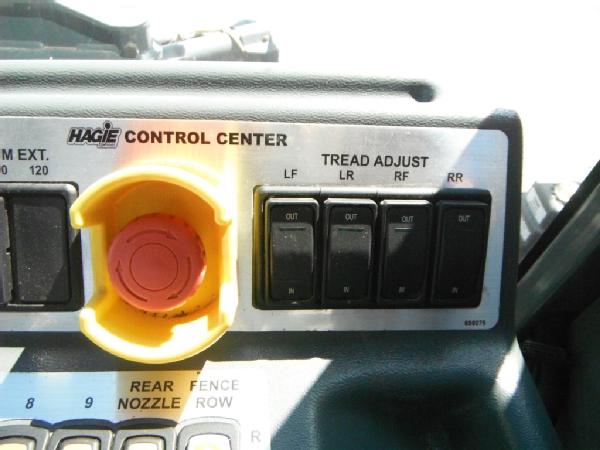 HAGIE CONTROL CENTER
UM EXT.
120
TREAD ADJUST
LF LR RF RR
OUT OUT OUT OUT
IN IN IN IN
8 9 REAR NOZZLE FENCE ROW
R